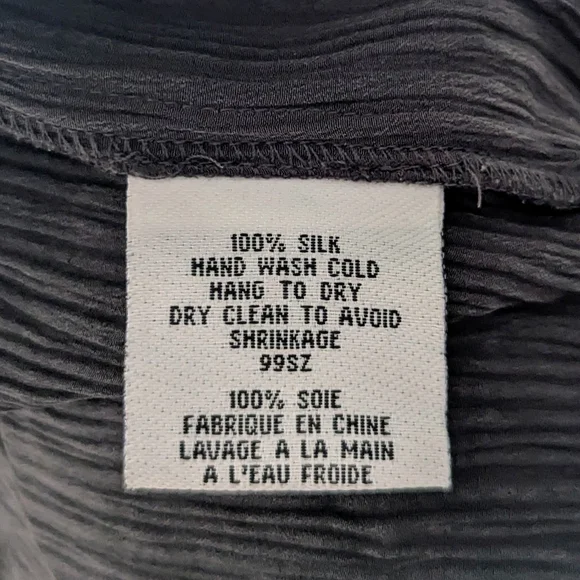 100% SILK
HAND WASH COLD
HANG TO DRY
DRY CLEAN TO AVOID
SHRINKAGE
99SZ
100% SOIE
FABRIQUE EN CHINE
LAVAGE A LA MAIN
A L'EAU FROIDE